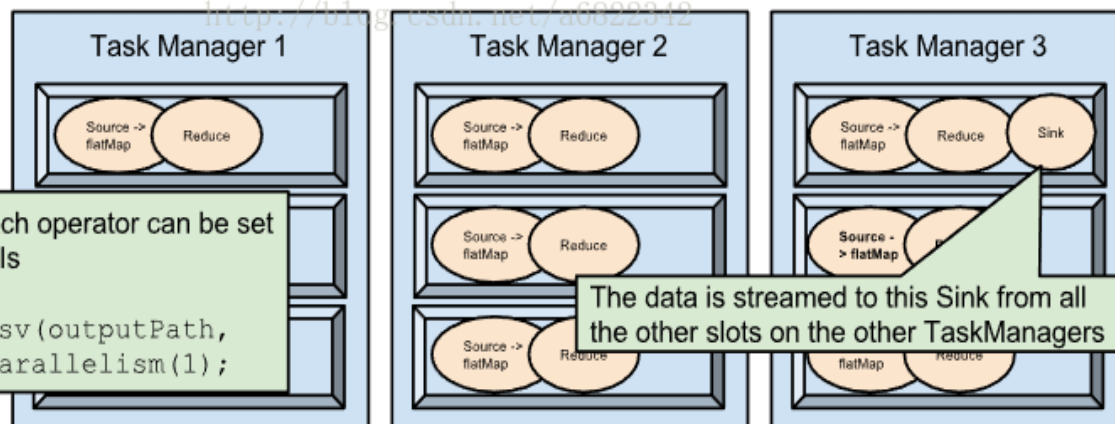 http://blog.csdn.net/a6822342
Task Manager 1
Task Manager 2
Task Manager 3
Source ->
flatMap
Reduce
Source ->
flatMap
Reduce
Source ->
flatMap
Reduce
Sink
ch operator can be set
ls
sv(outputPath,
arallelism(1);
Source ->
flatMap
Reduce
Source -
> flatMap
The data is streamed to this Sink from all
the other slots on the other TaskManagers
Source ->
flatMap
Reduce
flatMap
Reduce